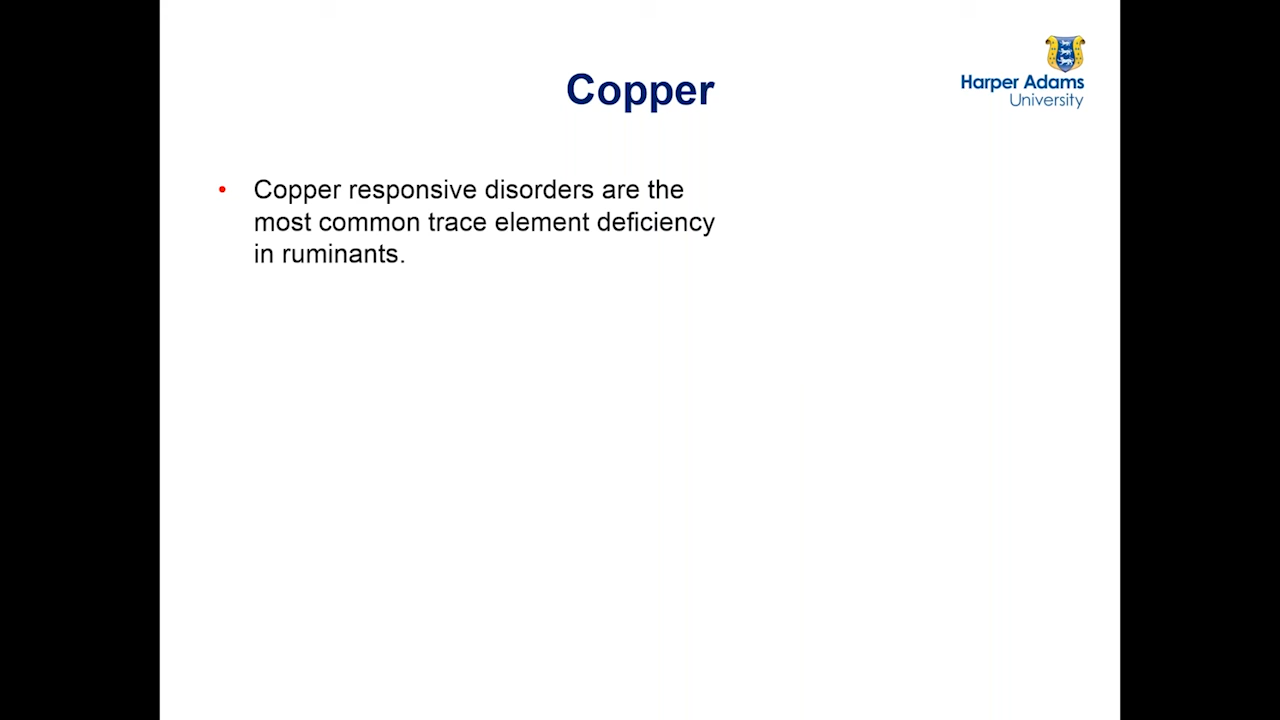 Copper
Harper Adams
University
• Copper responsive disorders are the
most common trace element deficiency
in ruminants.